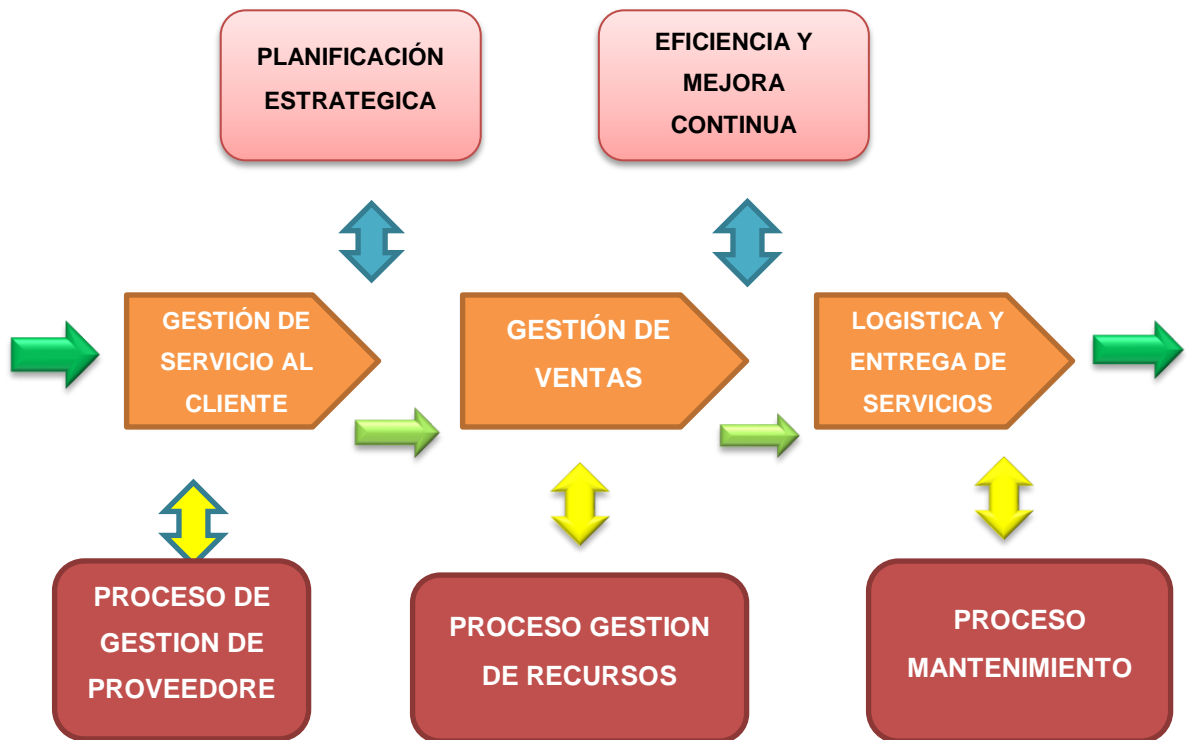 PLANIFICACIÓN
ESTRATEGICA
EFICIENCIA Y
MEJORA
CONTINUA
GESTIÓN DE
SERVICIO AL
CLIENTE
GESTIÓN DE
VENTAS
LOGISTICA Y
ENTREGA DE
SERVICIOS
PROCESO DE
GESTION DE
PROVEEDORE
PROCESO GESTION
DE RECURSOS
PROCESO
MANTENIMIENTO